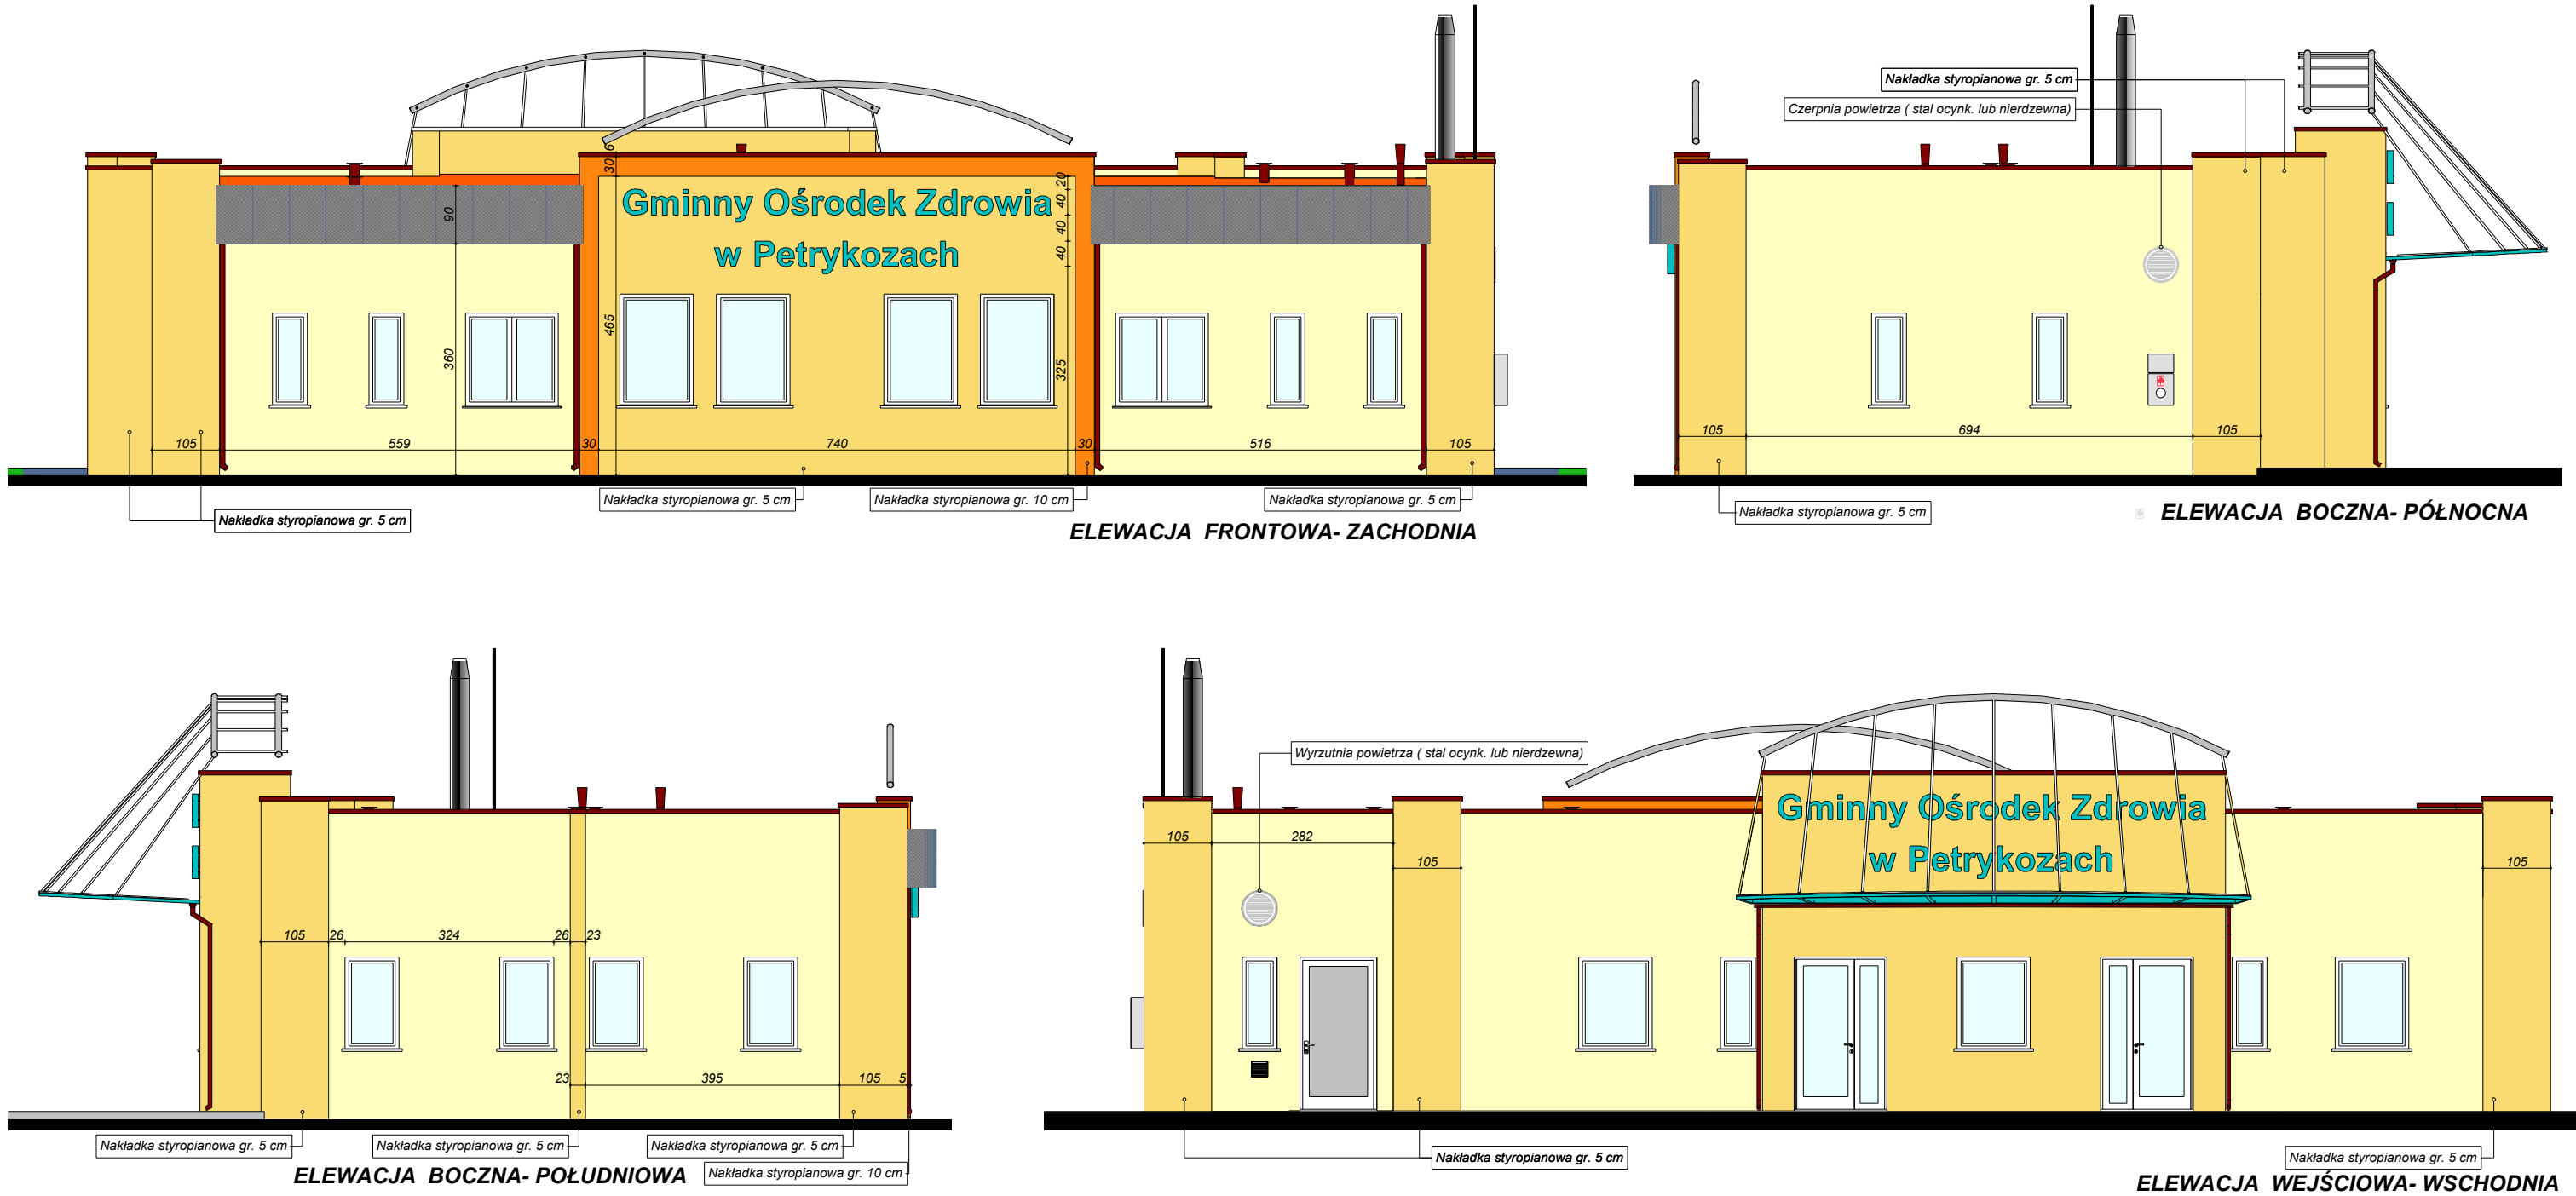 Gminny Ośrodek Zdrowia
w Petrykozach
6
30
90
360
465
20
40
40
40
325
105
559
30
740
30
516
105
Nakładka styropianowa gr. 5 cm
Nakładka styropianowa gr. 5 cm
Nakładka styropianowa gr. 10 cm
Nakładka styropianowa gr. 5 cm
ELEWACJA FRONTOWA- ZACHODNIA
Nakładka styropianowa gr. 5 cm
Czerpnia powietrza ( stal ocynk. lub nierdzewna)
105
694
105
Nakładka styropianowa gr. 5 cm
ELEWACJA BOCZNA- PÓŁNOCNA
105
26
324
26
23
23
395
105
5
Nakładka styropianowa gr. 5 cm
Nakładka styropianowa gr. 5 cm
Nakładka styropianowa gr. 5 cm
Nakładka styropianowa gr. 10 cm
ELEWACJA BOCZNA- POŁUDNIOWA
Wyrzutnia powietrza ( stal ocynk. lub nierdzewna)
Gminny Ośrodek Zdrowia
w Petrykozach
105
282
105
105
Nakładka styropianowa gr. 5 cm
Nakładka styropianowa gr. 5 cm
ELEWACJA WEJŚCIOWA- WSCHODNIA